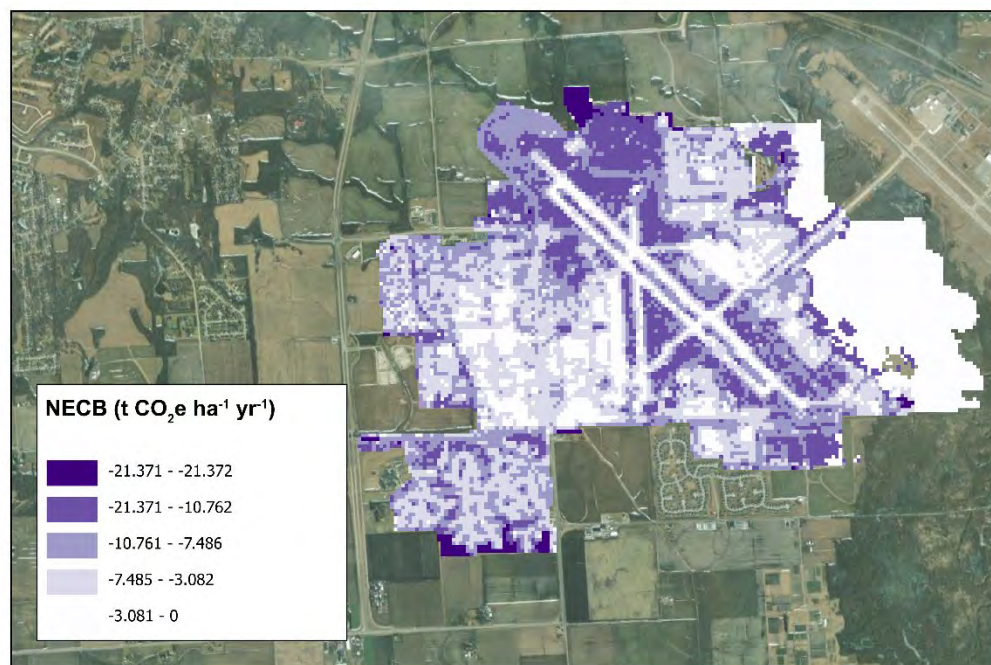 NECB (t CO₂e ha⁻¹ yr⁻¹)
-21.371 - -21.372
-21.371 - -10.762
-10.761 - -7.486
-7.485 - -3.082
-3.081 - 0